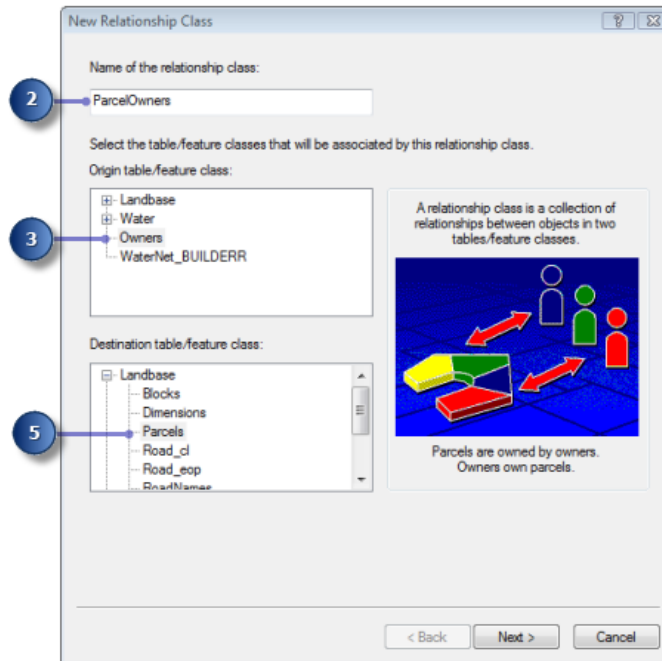 New Relationship Class
Name of the relationship class:
2
ParcelOwners
Select the table/feature classes that will be associated by this relationship class.
Origin table/feature class:
Landbase
Water
3
Owners
WaterNet_BUILDERR
A relationship class is a collection of
relationships between objects in two
tables/feature classes.
Destination table/feature class:
Landbase
Blocks
Dimensions
5
Parcels
Road_cl
Road_eop
RoadNames
Parcels are owned by owners.
Owners own parcels.
< Back
Next >
Cancel